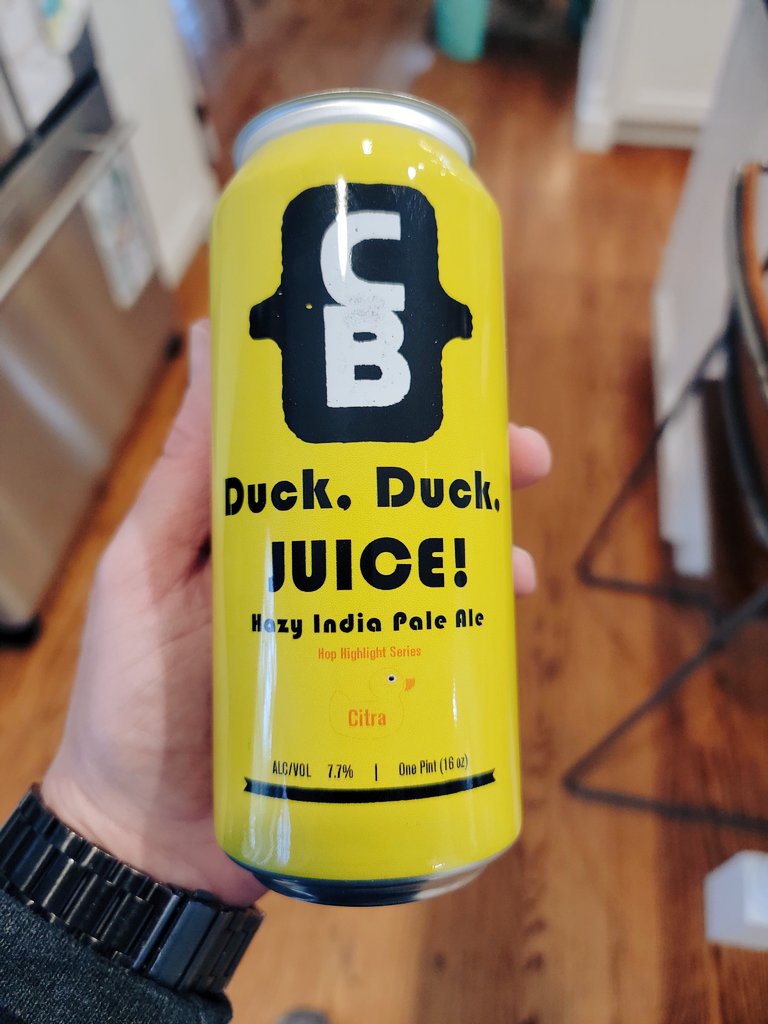 C
B
Duck, Duck,
JUICE!
Hazy India Pale Ale
Hop Highlight Series
Citra
ALC/VOL 7.7% | One Pint (16 oz)